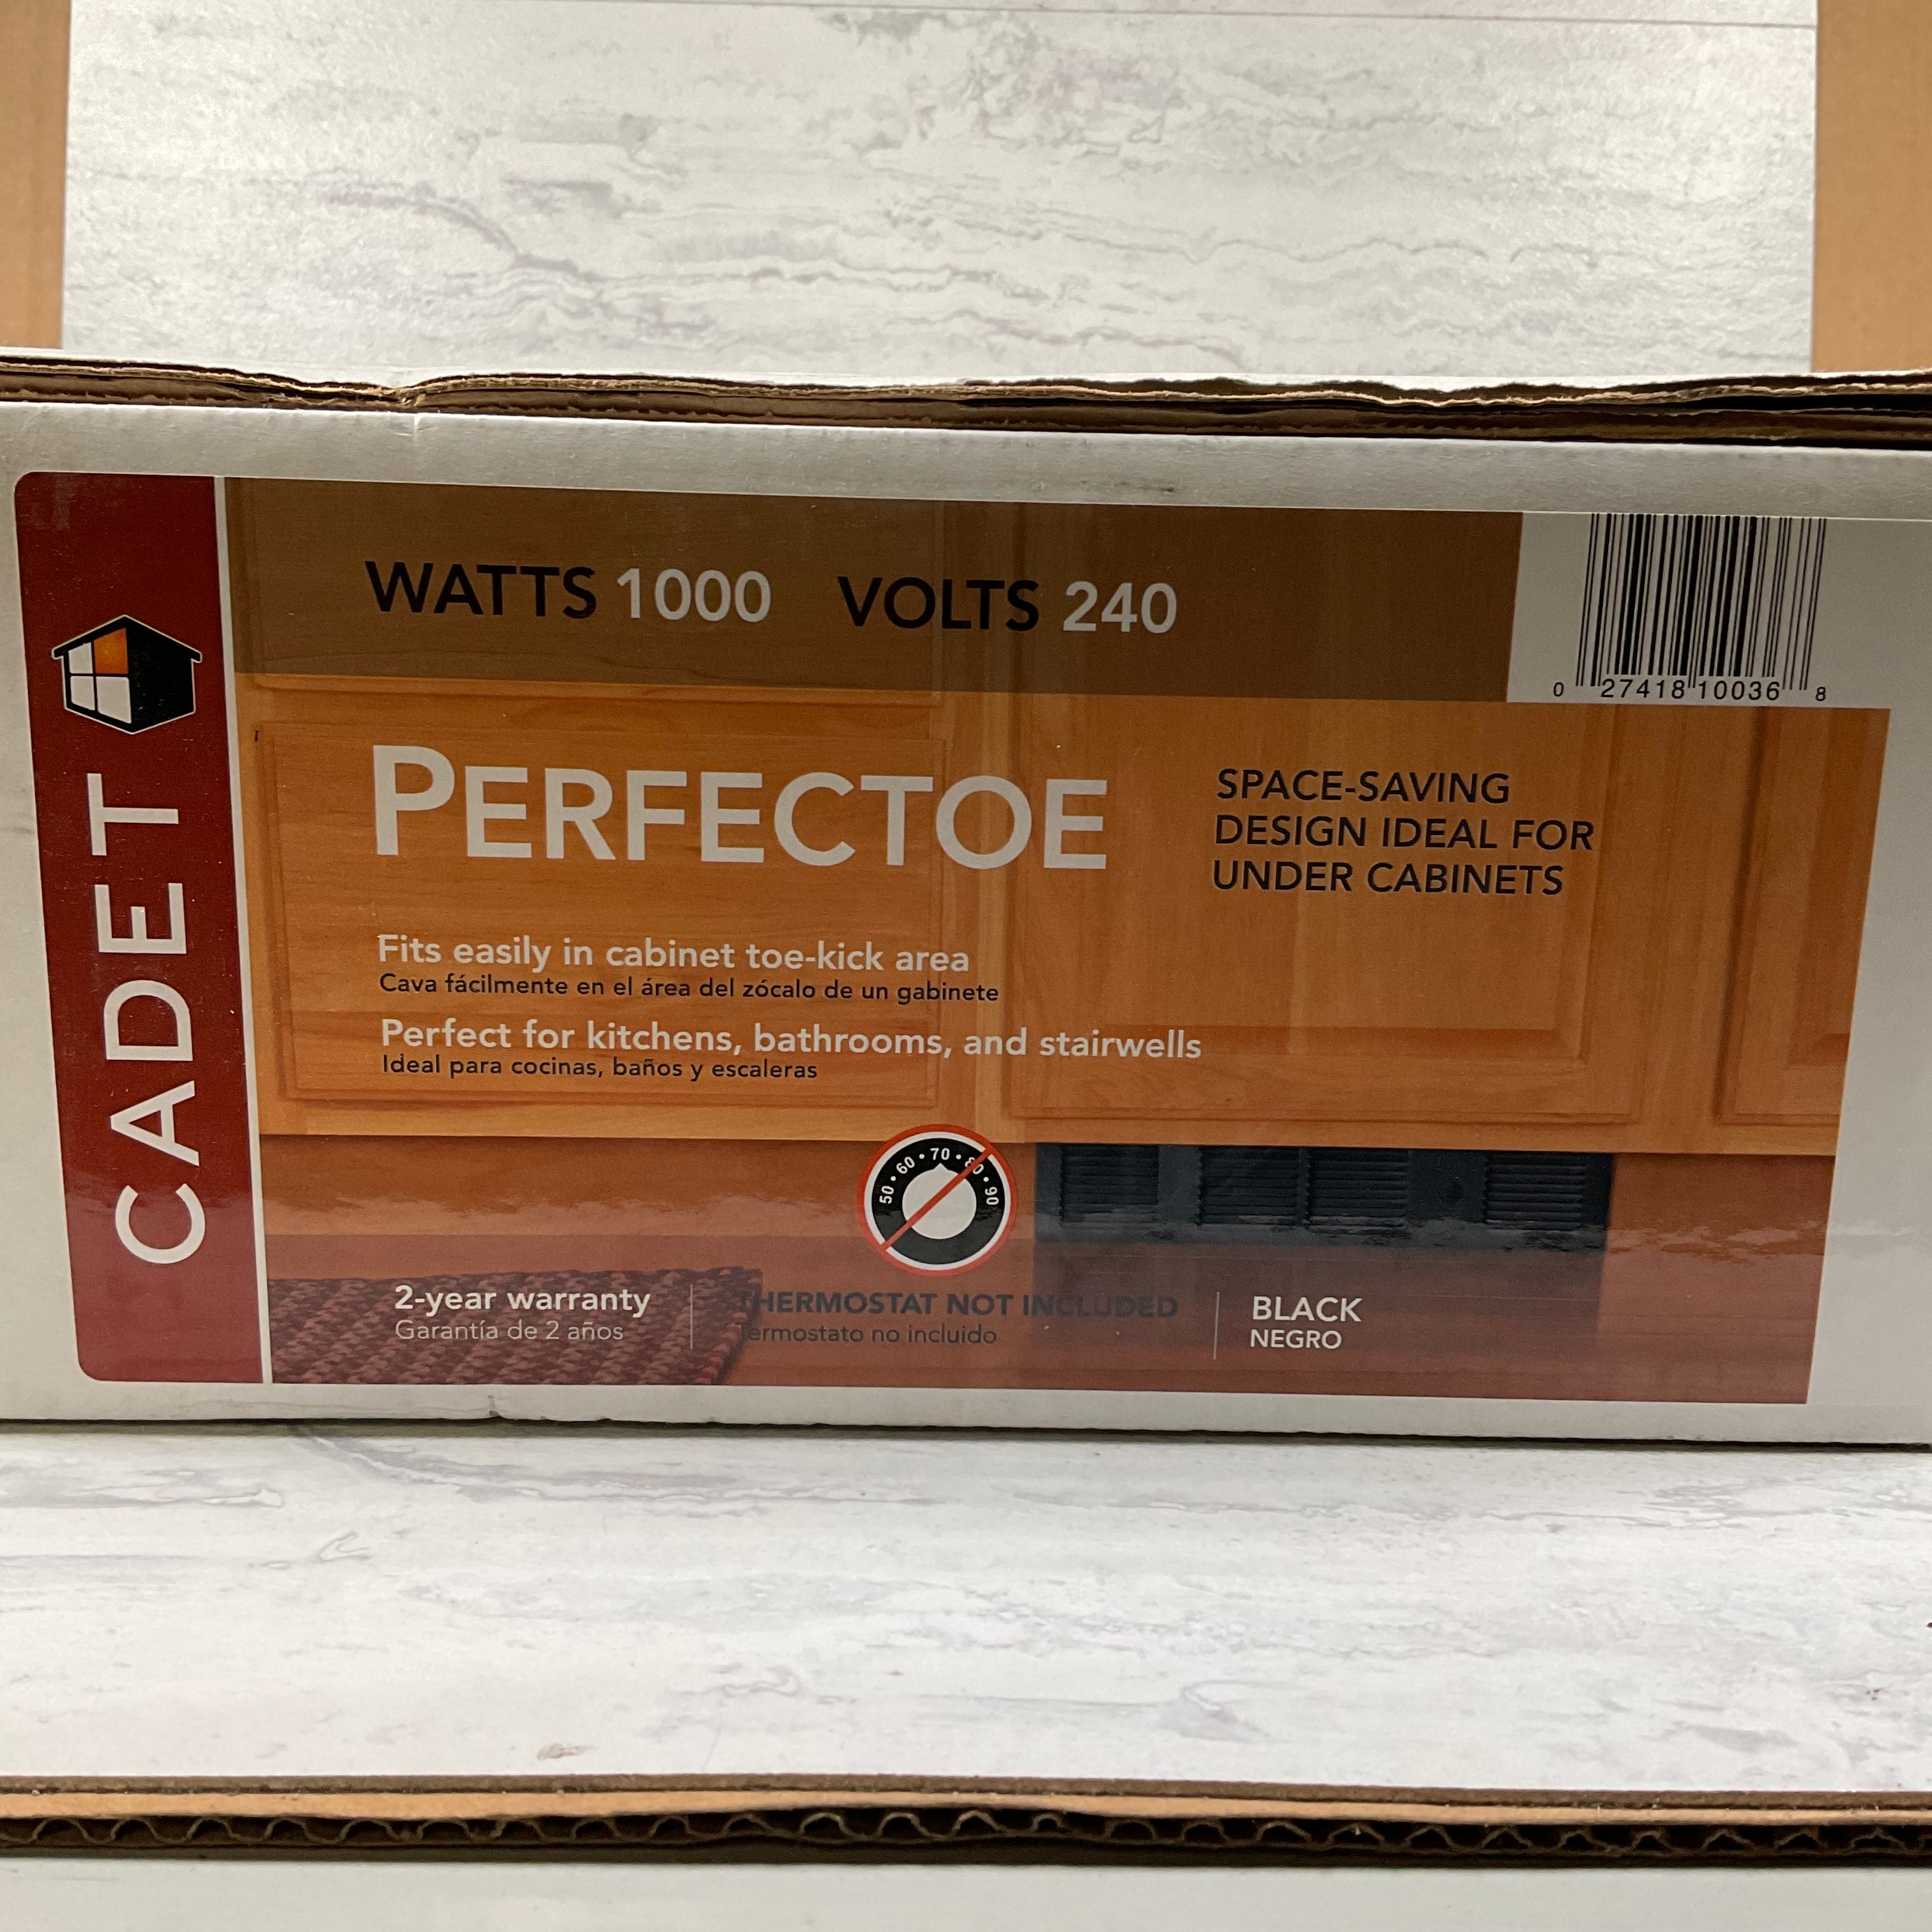 CADET
WATTS 1000 VOLTS 240
0 27418 10036 8
PERFECTOE
SPACE-SAVING
DESIGN IDEAL FOR
UNDER CABINETS
Fits easily in cabinet toe-kick area
Cava fácilmente en el área del zócalo de un gabinete
Perfect for kitchens, bathrooms, and stairwells
Ideal para cocinas, baños y escaleras
50 • 60 • 70 • 80 • 90
2-year warranty
Garantía de 2 años
THERMOSTAT NOT INCLUDED
Termostato no incluido
BLACK
NEGRO